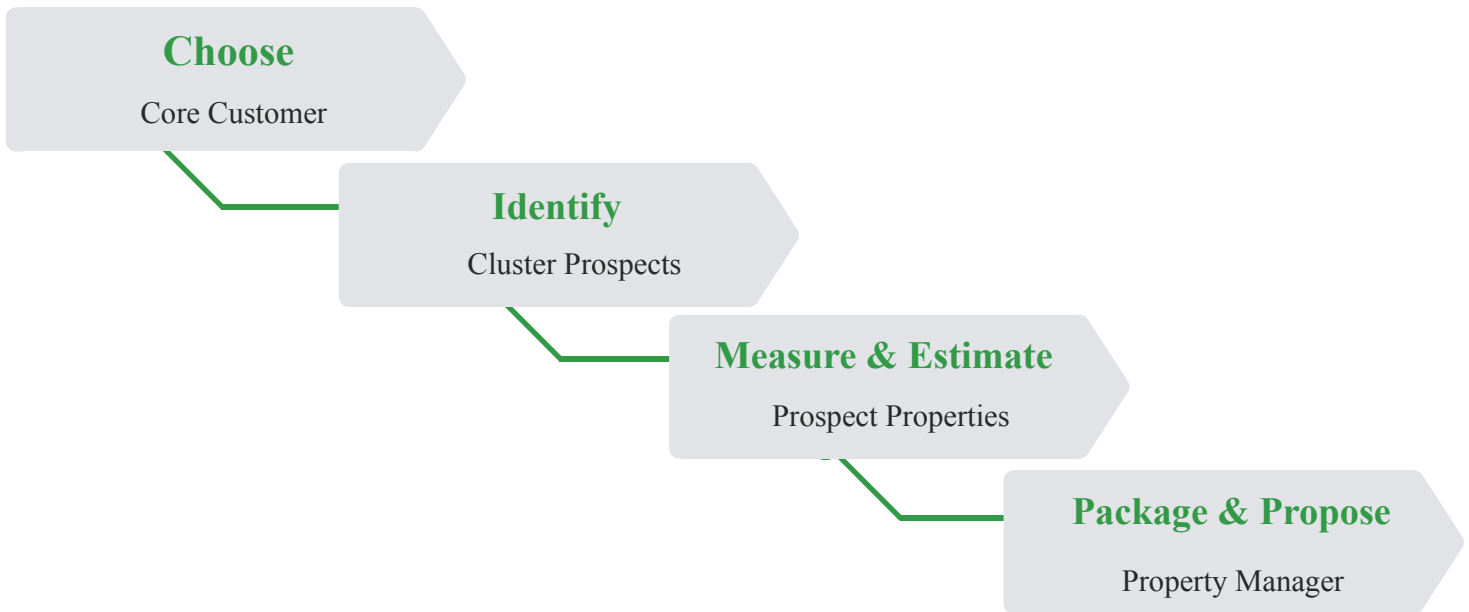 Choose
Core Customer
Identify
Cluster Prospects
Measure & Estimate
Prospect Properties
Package & Propose
Property Manager